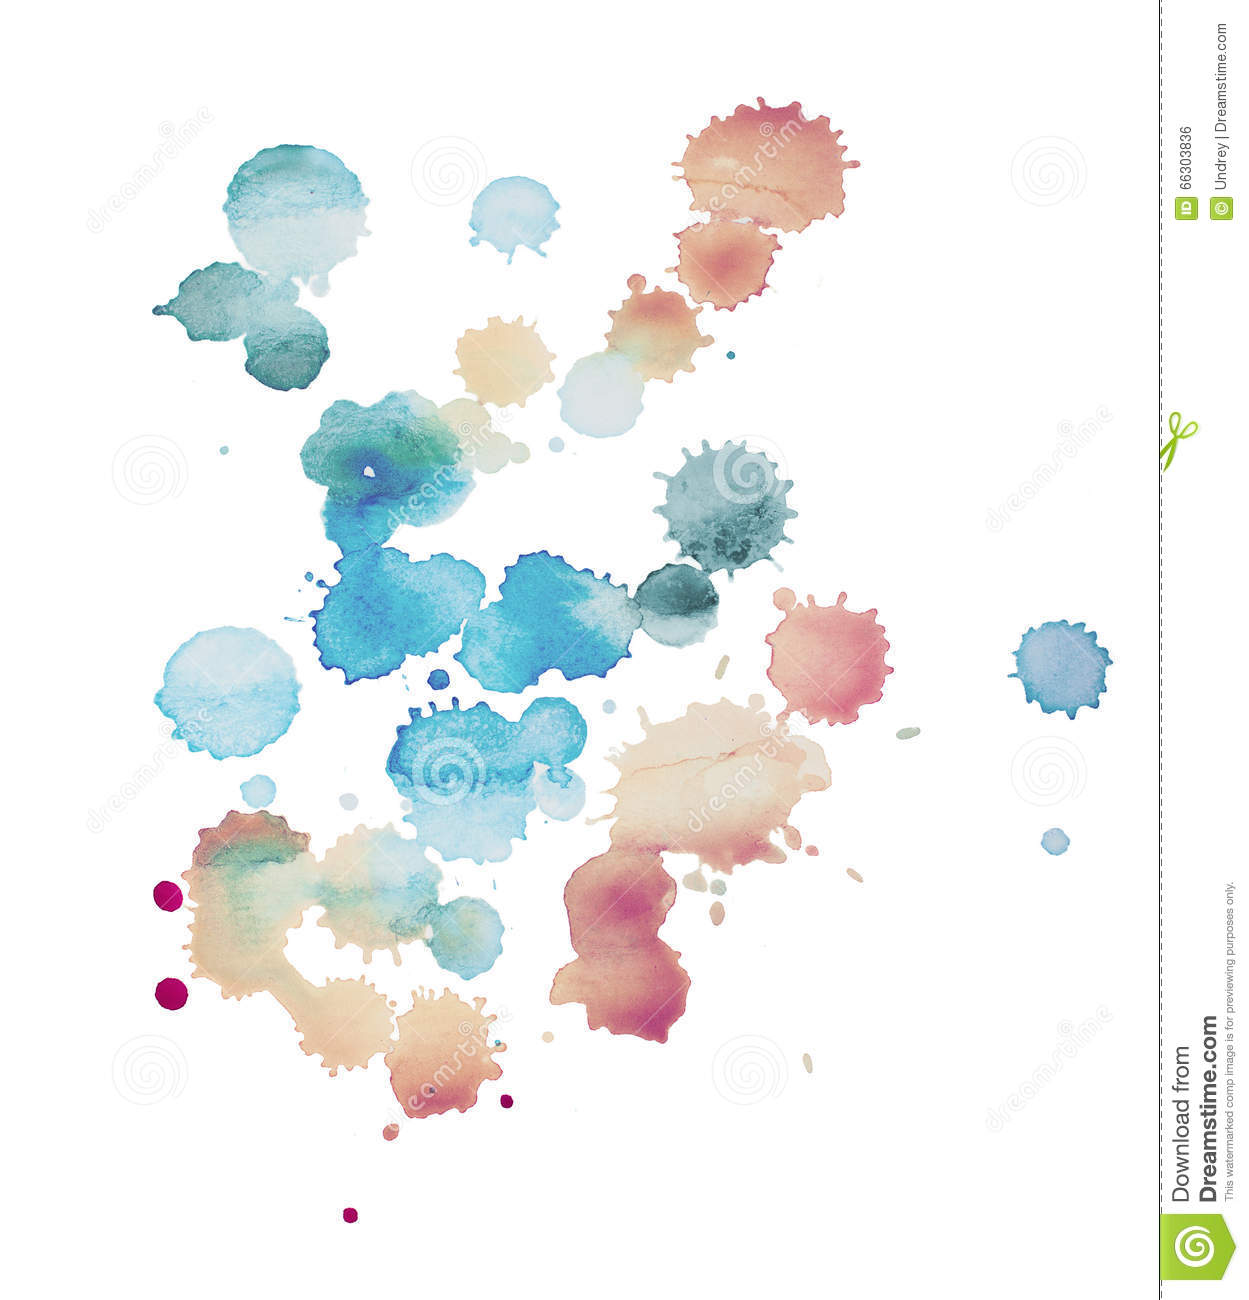 dreamstime
dreamstime
dreamstime
dreamstime
dreamstime
dreamstime
ID 66303836
© Undrey | Dreamstime.com
Download from
Dreamstime.com
This watermarked comp image is for previewing purposes only.